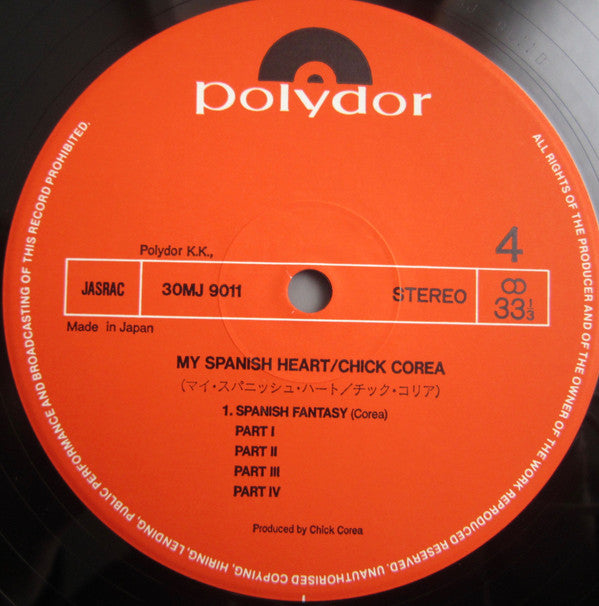 polydor
ALL RIGHTS OF THE PRODUCER AND OF THE OWNER OF THE WORK REPRODUCED RESERVED. UNAUTHORISED COPYING, HIRING, LENDING, PUBLIC PERFORMANCE AND BROADCASTING OF THIS RECORD PROHIBITED.
4
Polydor K.K.,
JASRAC 30MJ 9011 STEREO 33 1/3
Made in Japan
MY SPANISH HEART/CHICK COREA
(マイ・スパニッシュ・ハート/チック・コリア)
1. SPANISH FANTASY (Corea)
PART I
PART II
PART III
PART IV
Produced by Chick Corea